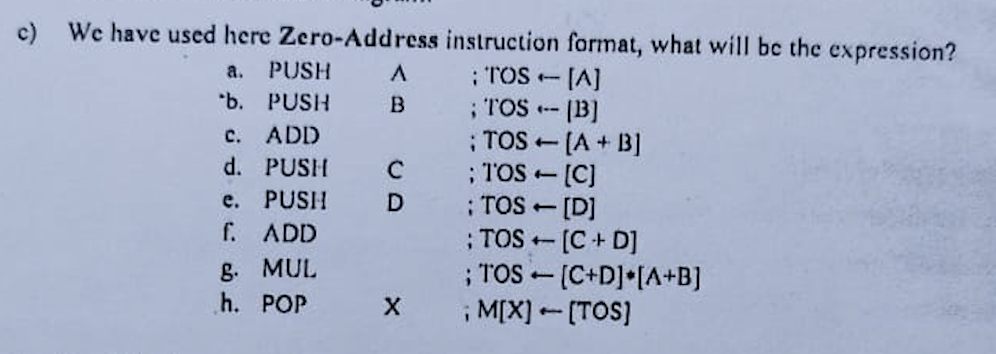 c) We have used here Zero-Address instruction format, what will be the expression?
a. PUSH A ; TOS ← [A]
b. PUSH B ; TOS ← [B]
c. ADD ; TOS ← [A + B]
d. PUSH C ; TOS ← [C]
e. PUSH D ; TOS ← [D]
f. ADD ; TOS ← [C + D]
g. MUL ; TOS ← [C+D]*[A+B]
h. POP X ; M[X] ← [TOS]